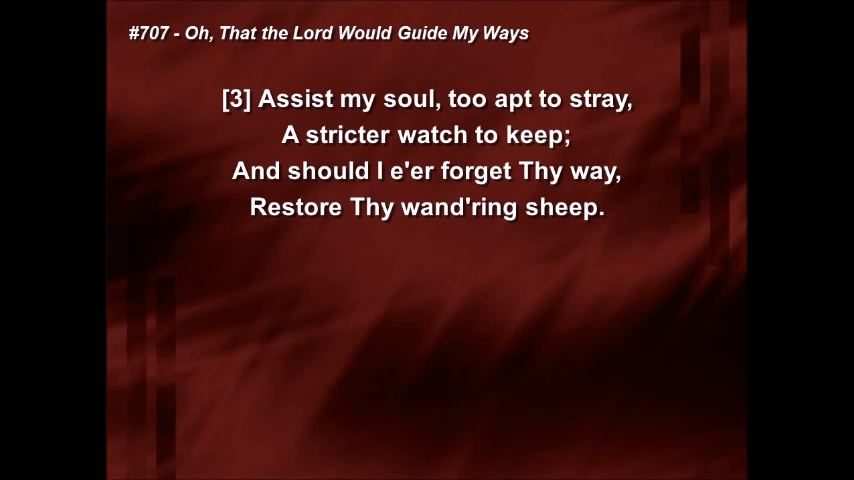 #707 - Oh, That the Lord Would Guide My Ways
[3] Assist my soul, too apt to stray,
A stricter watch to keep;
And should I e'er forget Thy way,
Restore Thy wand'ring sheep.